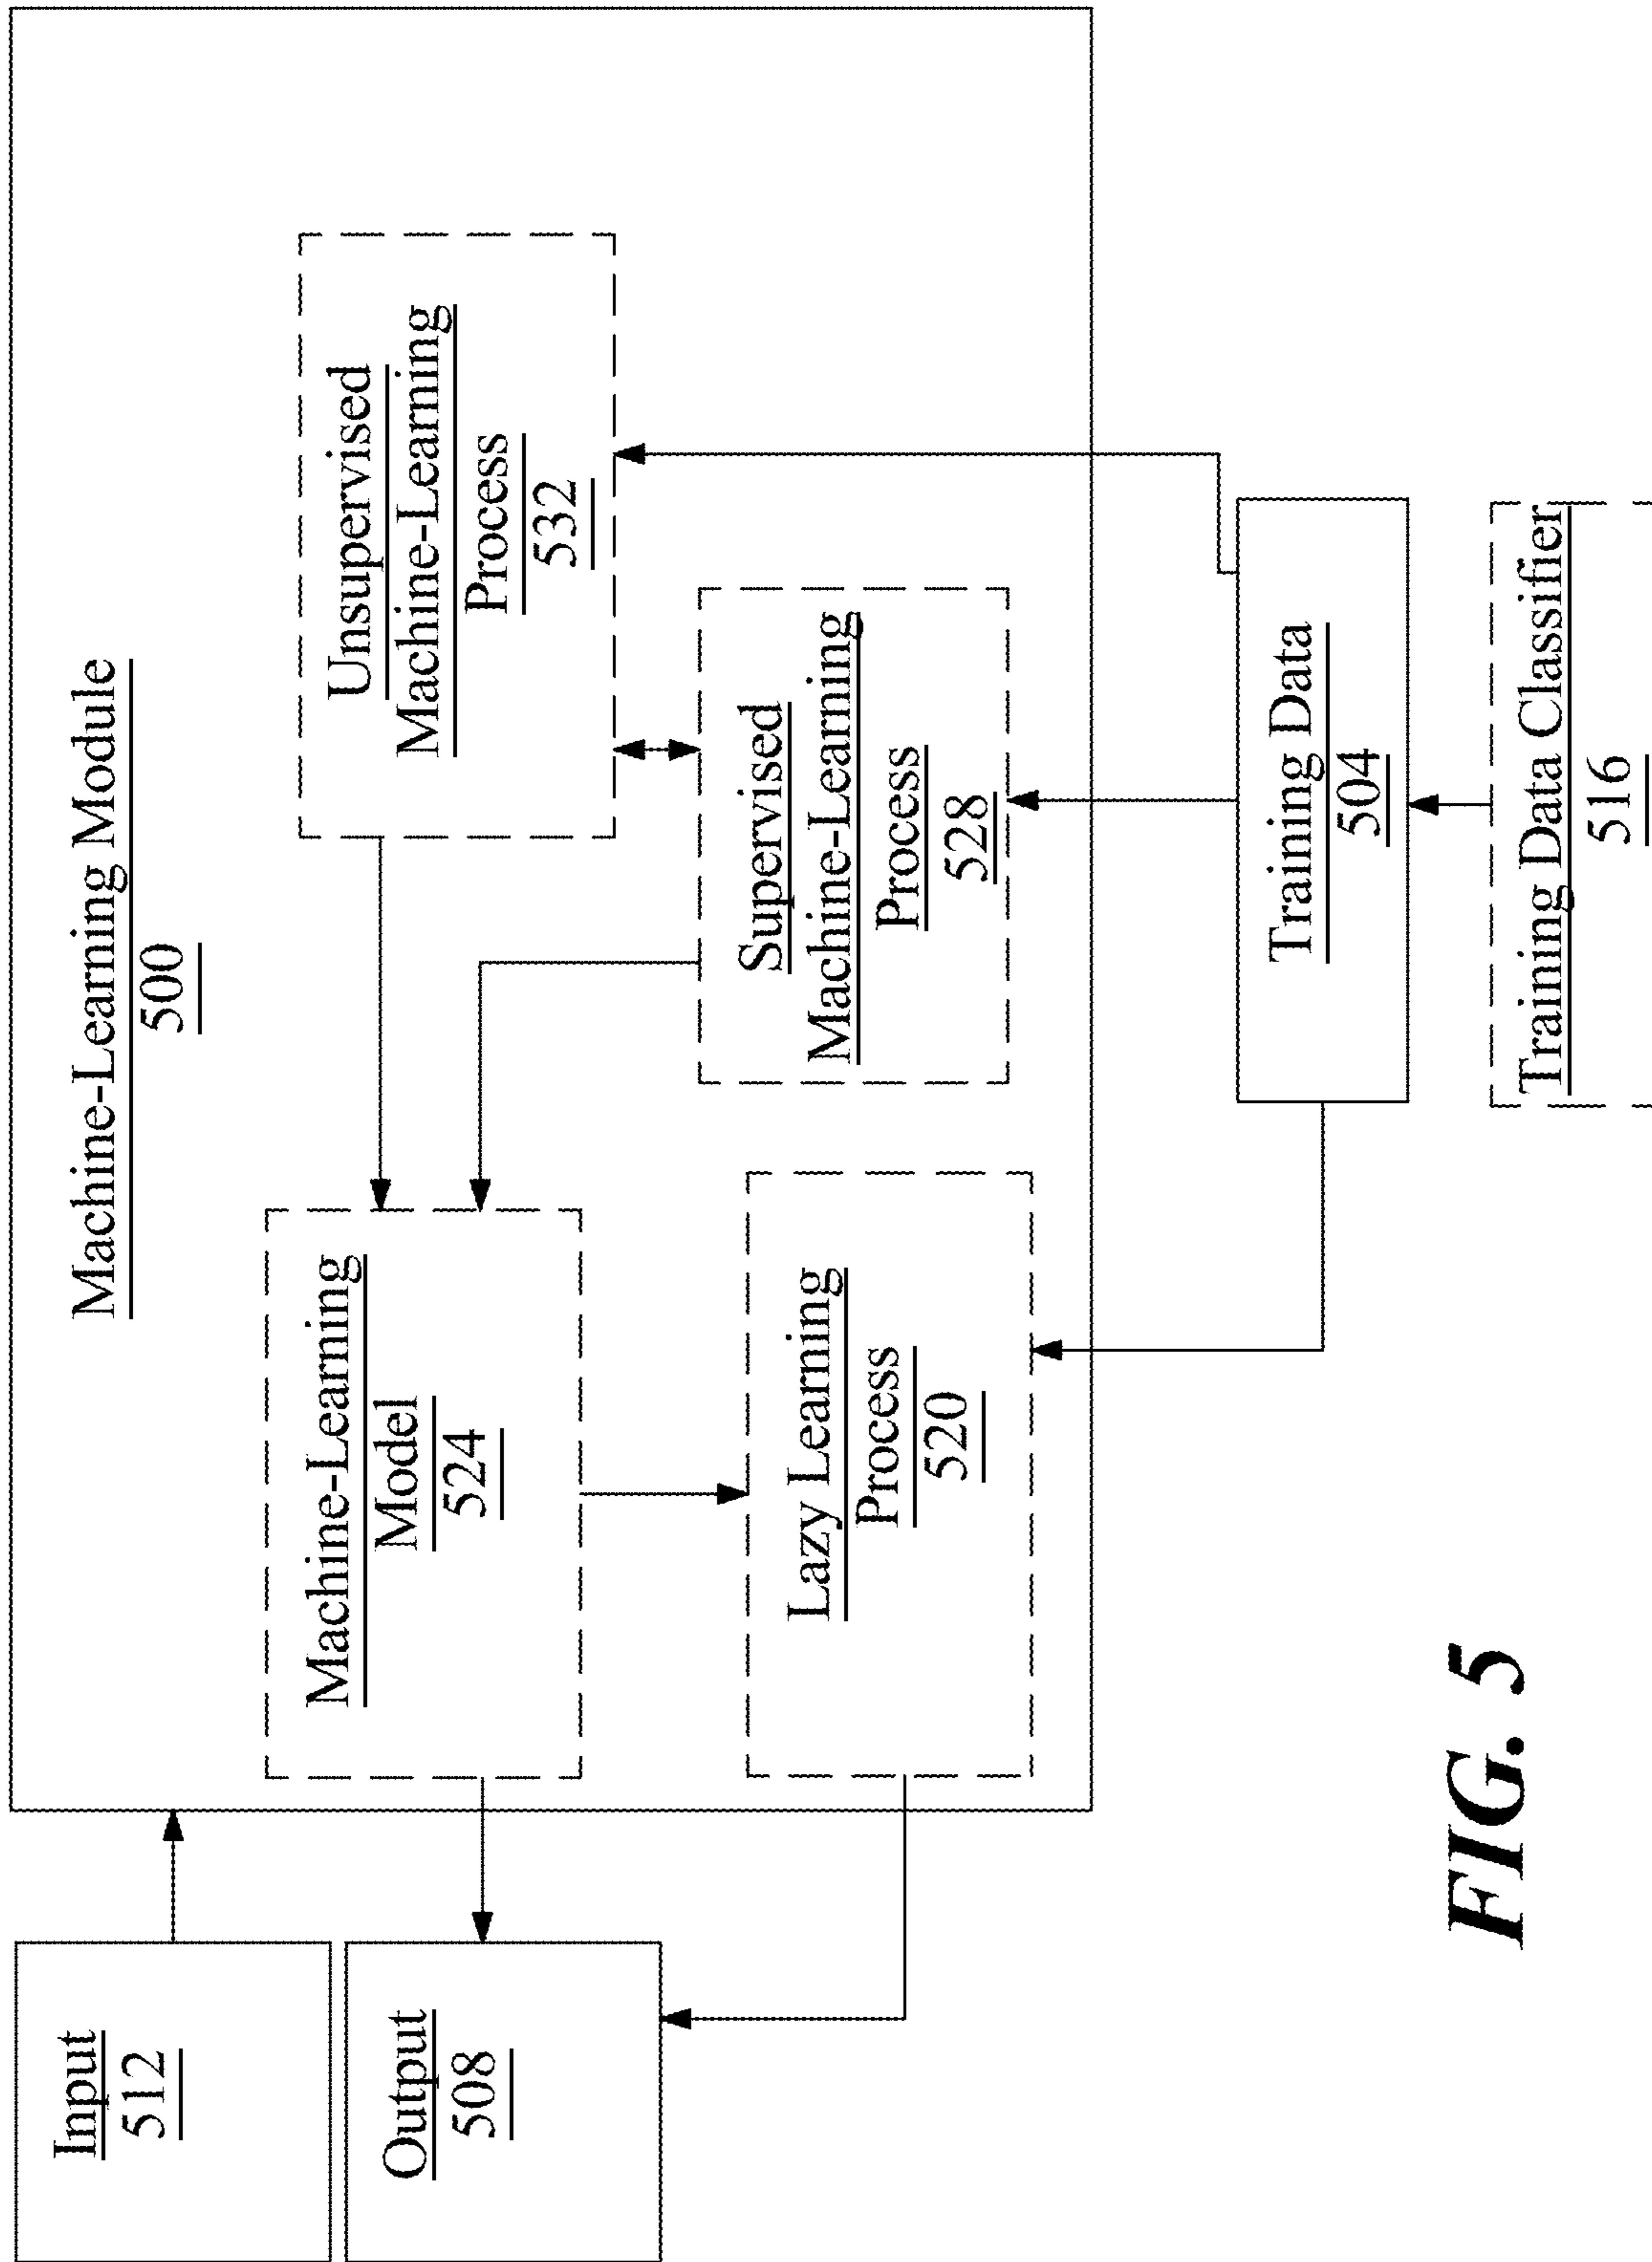 Machine-Learning Module
500
Input
512
Output
508
Machine-Learning
Model
524
Unsupervised
Machine-Learning
Process
532
Lazy Learning
Process
520
Supervised
Machine-Learning
Process
528
Training Data
504
Training Data Classifier
516
FIG. 5